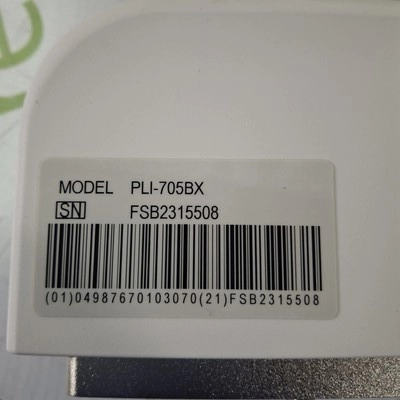 MODEL PLI-705BX
SN FSB2315508
(01)04987670103070(21)FSB2315508